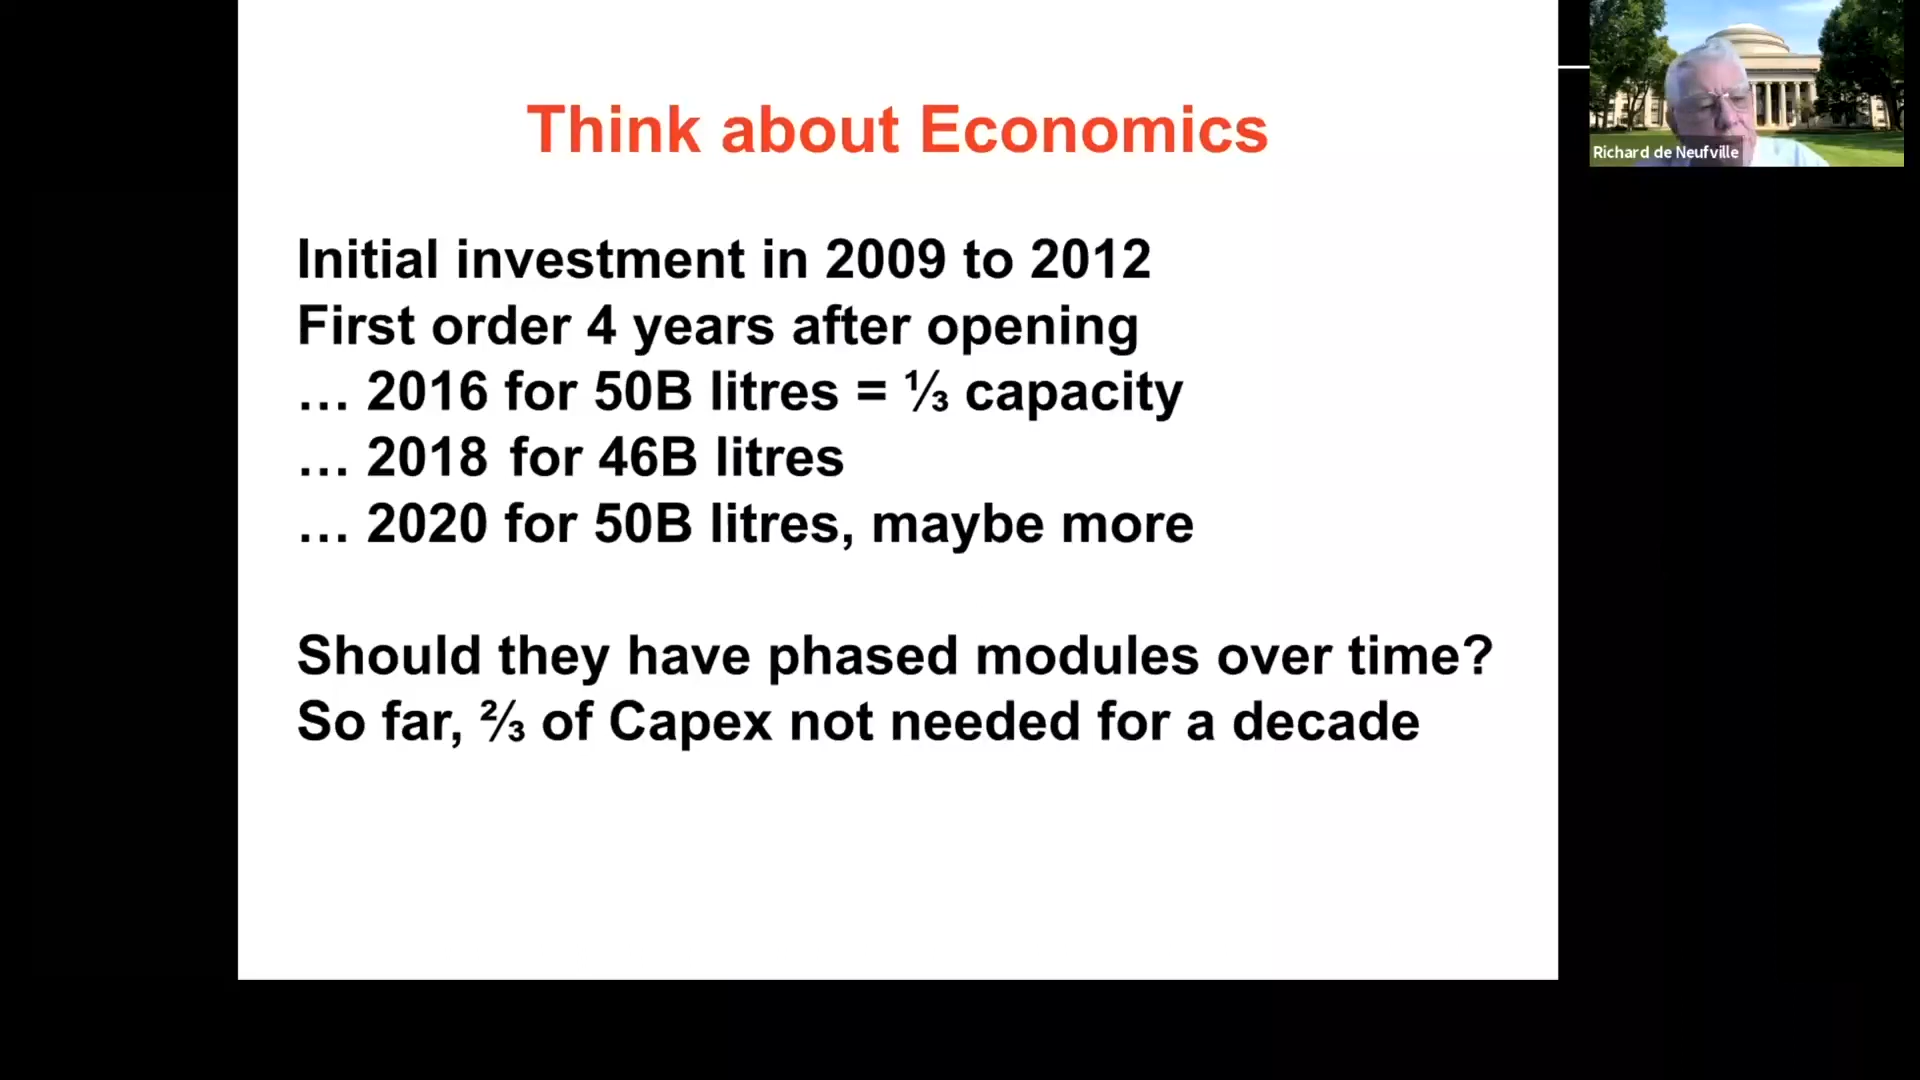 Think about Economics
Initial investment in 2009 to 2012
First order 4 years after opening
… 2016 for 50B litres = ⅓ capacity
… 2018 for 46B litres
… 2020 for 50B litres, maybe more
Should they have phased modules over time?
So far, ⅔ of Capex not needed for a decade
Richard de Neufville